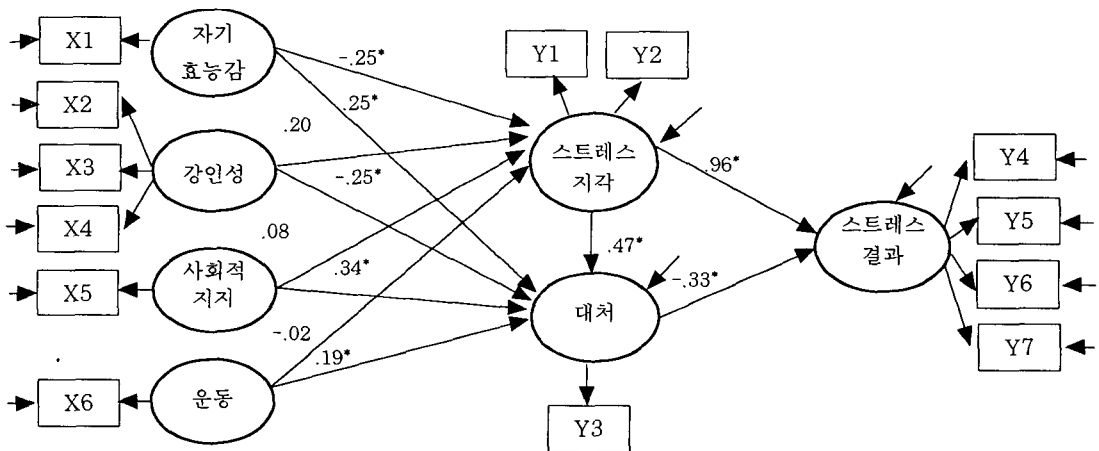 X1
X2
X3
X4
X5
X6
자기
효능감
강인성
사회적
지지
운동
-.25*
.25*
.20
-.25*
.08
.34*
-.02
.19*
Y1
Y2
스트레스
지각
.47*
대처
Y3
.96*
-.33*
스트레스
결과
Y4
Y5
Y6
Y7